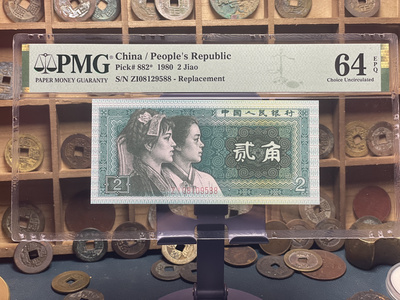 PMG
PAPER MONEY GUARANTY
China / People's Republic
Pick# 882* 1980 2 Jiao
S/N ZI08129588 - Replacement
64
EPQ
Choice Uncirculated
中国人民银行
贰角
2
2